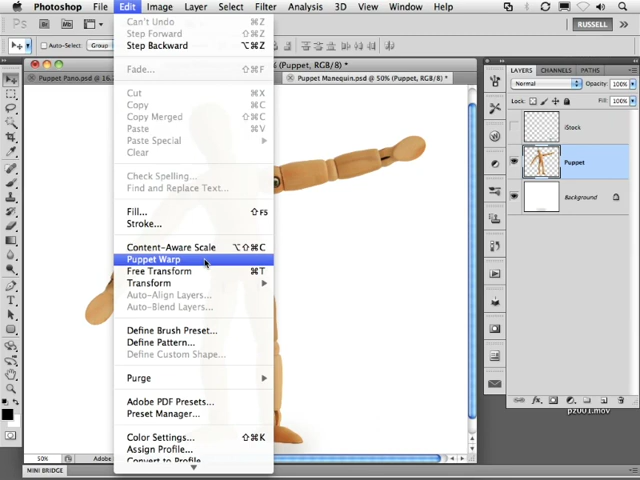 Photoshop File Edit Image Layer Select Filter Analysis 3D View Window Help
Ps Br RUSSELL
Auto-Select: Group
Puppet Pano.psd @ 16. Puppet Manequin.psd @ 50% (Puppet, RGB/8) *
Can't Undo ⌘Z
Step Forward ⇧⌘Z
Step Backward ⌥⌘Z
Fade... ⇧⌘F
Cut ⌘X
Copy ⌘C
Copy Merged ⇧⌘C
Paste ⌘V
Paste Special
Clear
Check Spelling...
Find and Replace Text...
Fill... ⇧F5
Stroke...
Content-Aware Scale ⌥⇧⌘C
Puppet Warp
Free Transform ⌘T
Transform
Auto-Align Layers...
Auto-Blend Layers...
Define Brush Preset...
Define Pattern...
Define Custom Shape...
Purge
Adobe PDF Presets...
Preset Manager...
Color Settings... ⇧⌘K
Assign Profile...
Convert to Profile
50% Adobe
MINI BRIDGE
LAYERS CHANNELS PATHS
Normal Opacity: 100%
Lock: Fill: 100%
iStock
Puppet
Background
fx
pz001.mov